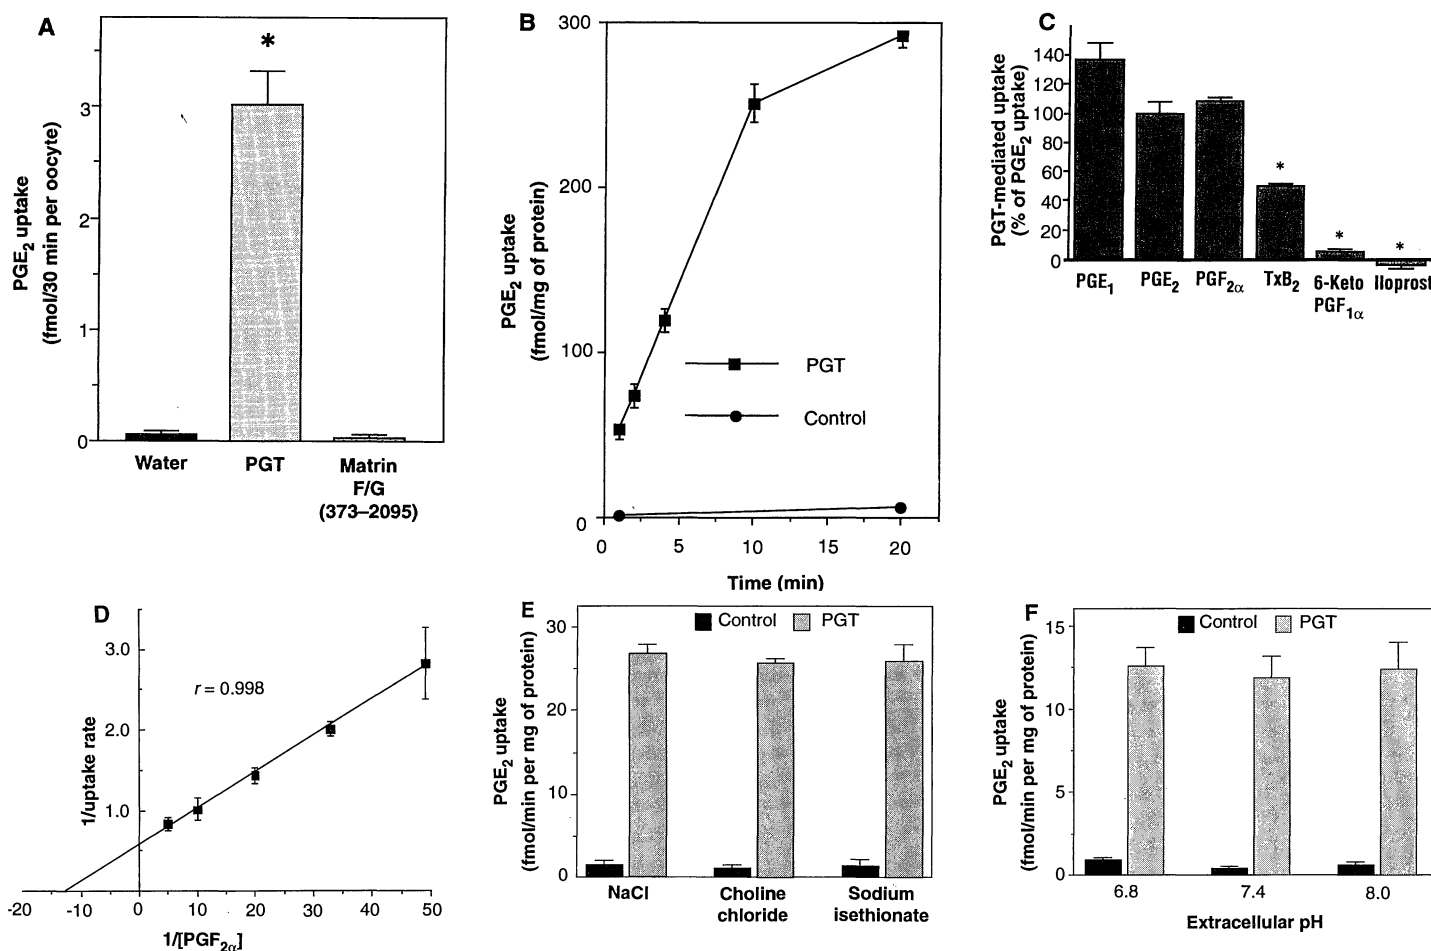 A
PGE2 uptake
(fmol/30 min per oocyte)
3
2
1
0
*
Water
PGT
Matrin
F/G
(373–2095)
B
PGE2 uptake
(fmol/mg of protein)
300
200
100
0
PGT
Control
0
5
10
15
20
Time (min)
C
PGT-mediated uptake
(% of PGE2 uptake)
140
120
100
80
60
40
20
0
*
*
*
PGE1
PGE2
PGF2α
TxB2
6-Keto
PGF1α
Iloprost
D
1/uptake rate
3.0
2.0
1.0
r = 0.998
-20
-10
0
10
20
30
40
50
1/[PGF2α]
E
PGE2 uptake
(fmol/min per mg of protein)
30
20
10
0
Control
PGT
NaCl
Choline
chloride
Sodium
isethionate
F
PGE2 uptake
(fmol/min per mg of protein)
15
10
5
0
Control
PGT
6.8
7.4
8.0
Extracellular pH